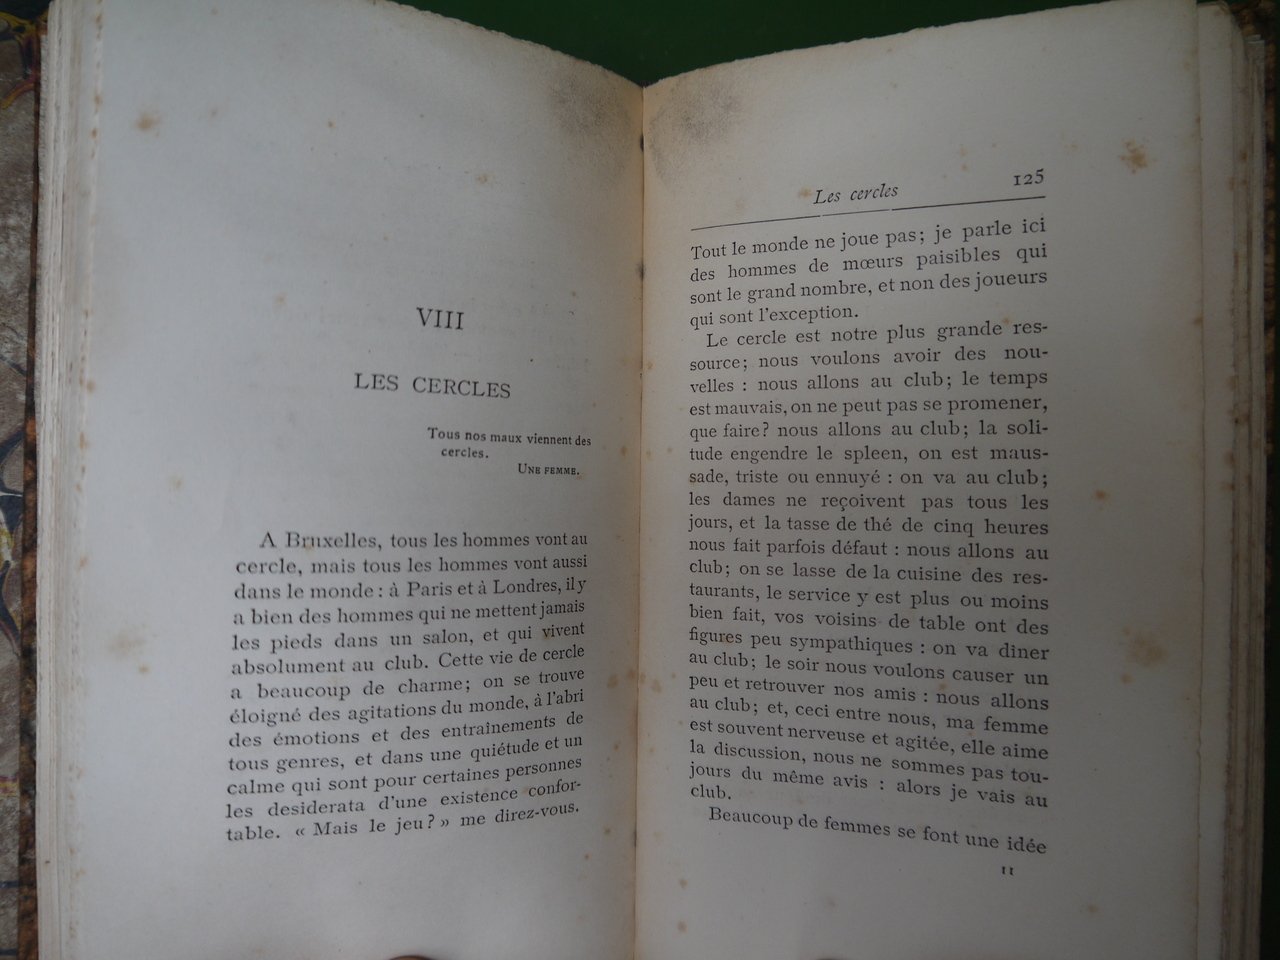 VIII
LES CERCLES
Tous nos maux viennent des
cercles.
UNE FEMME.
A Bruxelles, tous les hommes vont au
cercle, mais tous les hommes vont aussi
dans le monde : à Paris et à Londres, il y
a bien des hommes qui ne mettent jamais
les pieds dans un salon, et qui vivent
absolument au club. Cette vie de cercle
a beaucoup de charme; on se trouve
éloigné des agitations du monde, à l'abri
des émotions et des entraînements de
tous genres, et dans une quiétude et un
calme qui sont pour certaines personnes
les desiderata d'une existence confor-
table. « Mais le jeu? » me direz-vous.
Les cercles 125
Tout le monde ne joue pas; je parle ici
des hommes de mœurs paisibles qui
sont le grand nombre, et non des joueurs
qui sont l'exception.
Le cercle est notre plus grande res-
source; nous voulons avoir des nou-
velles : nous allons au club; le temps
est mauvais, on ne peut pas se promener,
que faire? nous allons au club; la soli-
tude engendre le spleen, on est maus-
sade, triste ou ennuyé : on va au club;
les dames ne reçoivent pas tous les
jours, et la tasse de thé de cinq heures
nous fait parfois défaut : nous allons au
club; on se lasse de la cuisine des res-
taurants, le service y est plus ou moins
bien fait, vos voisins de table ont des
figures peu sympathiques : on va dîner
au club; le soir nous voulons causer un
peu et retrouver nos amis : nous allons
au club; et, ceci entre nous, ma femme
est souvent nerveuse et agitée, elle aime
la discussion, nous ne sommes pas tou-
jours du même avis : alors je vais au
club.
Beaucoup de femmes se font une idée
11